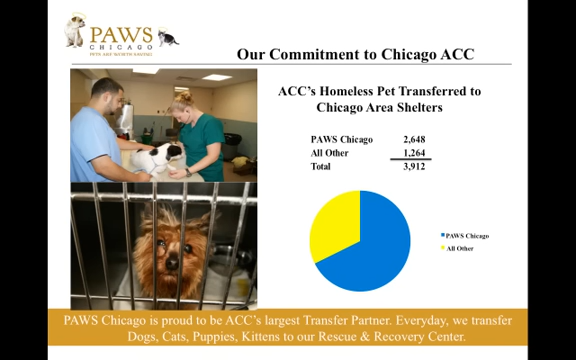 PAWS
CHICAGO
PETS ARE WORTH SAVING
Our Commitment to Chicago ACC
ACC's Homeless Pet Transferred to
Chicago Area Shelters
PAWS Chicago 2,648
All Other 1,264
Total 3,912
PAWS Chicago
All Other
PAWS Chicago is proud to be ACC's largest Transfer Partner. Everyday, we transfer
Dogs, Cats, Puppies, Kittens to our Rescue & Recovery Center.